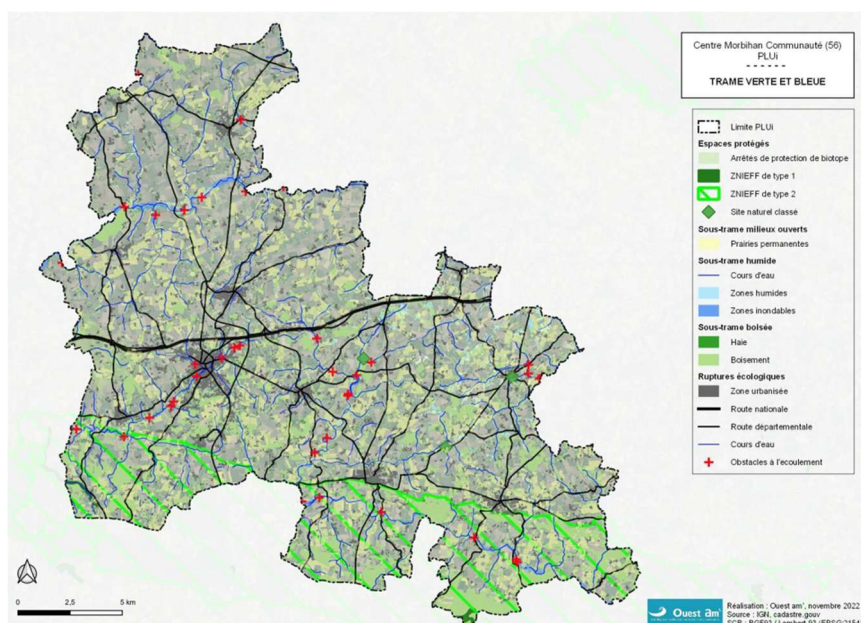 Centre Morbihan Communauté (56)
PLUi
TRAME VERTE ET BLEUE
Limite PLUi
Espaces protégés
Arrêtes de protection de biotope
ZNIEFF de type 1
ZNIEFF de type 2
Site naturel classé
Sous-trame milieux ouverts
Prairies permanentes
Sous-trame humide
Cours d'eau
Zones humides
Zones inondables
Sous-trame boisée
Haie
Boisement
Ruptures écologiques
Zone urbanisée
Route nationale
Route départementale
Cours d'eau
Obstacles à l'ecoulement
0 2,5 5 km
Ouest am'
Réalisation : Ouest am', novembre 2022
Source : IGN, cadastre.gouv